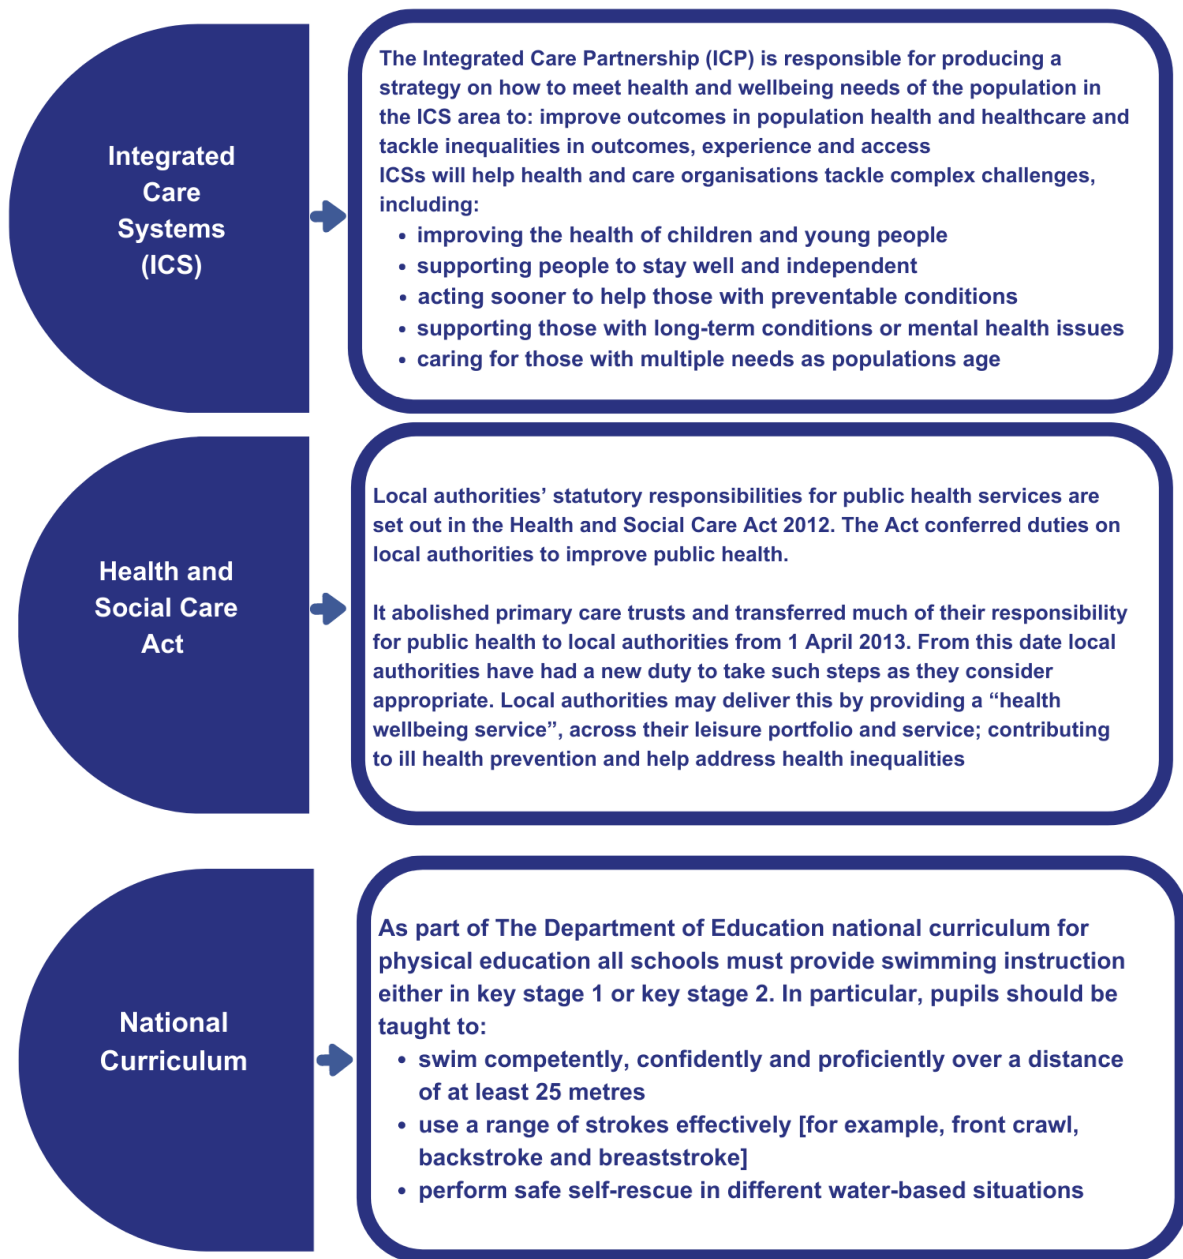 Integrated
Care
Systems
(ICS)
The Integrated Care Partnership (ICP) is responsible for producing a
strategy on how to meet health and wellbeing needs of the population in
the ICS area to: improve outcomes in population health and healthcare and
tackle inequalities in outcomes, experience and access
ICSs will help health and care organisations tackle complex challenges,
including:
• improving the health of children and young people
• supporting people to stay well and independent
• acting sooner to help those with preventable conditions
• supporting those with long-term conditions or mental health issues
• caring for those with multiple needs as populations age
Health and
Social Care
Act
Local authorities’ statutory responsibilities for public health services are
set out in the Health and Social Care Act 2012. The Act conferred duties on
local authorities to improve public health.
It abolished primary care trusts and transferred much of their responsibility
for public health to local authorities from 1 April 2013. From this date local
authorities have had a new duty to take such steps as they consider
appropriate. Local authorities may deliver this by providing a “health
wellbeing service”, across their leisure portfolio and service; contributing
to ill health prevention and help address health inequalities
National
Curriculum
As part of The Department of Education national curriculum for
physical education all schools must provide swimming instruction
either in key stage 1 or key stage 2. In particular, pupils should be
taught to:
• swim competently, confidently and proficiently over a distance
of at least 25 metres
• use a range of strokes effectively [for example, front crawl,
backstroke and breaststroke]
• perform safe self-rescue in different water-based situations